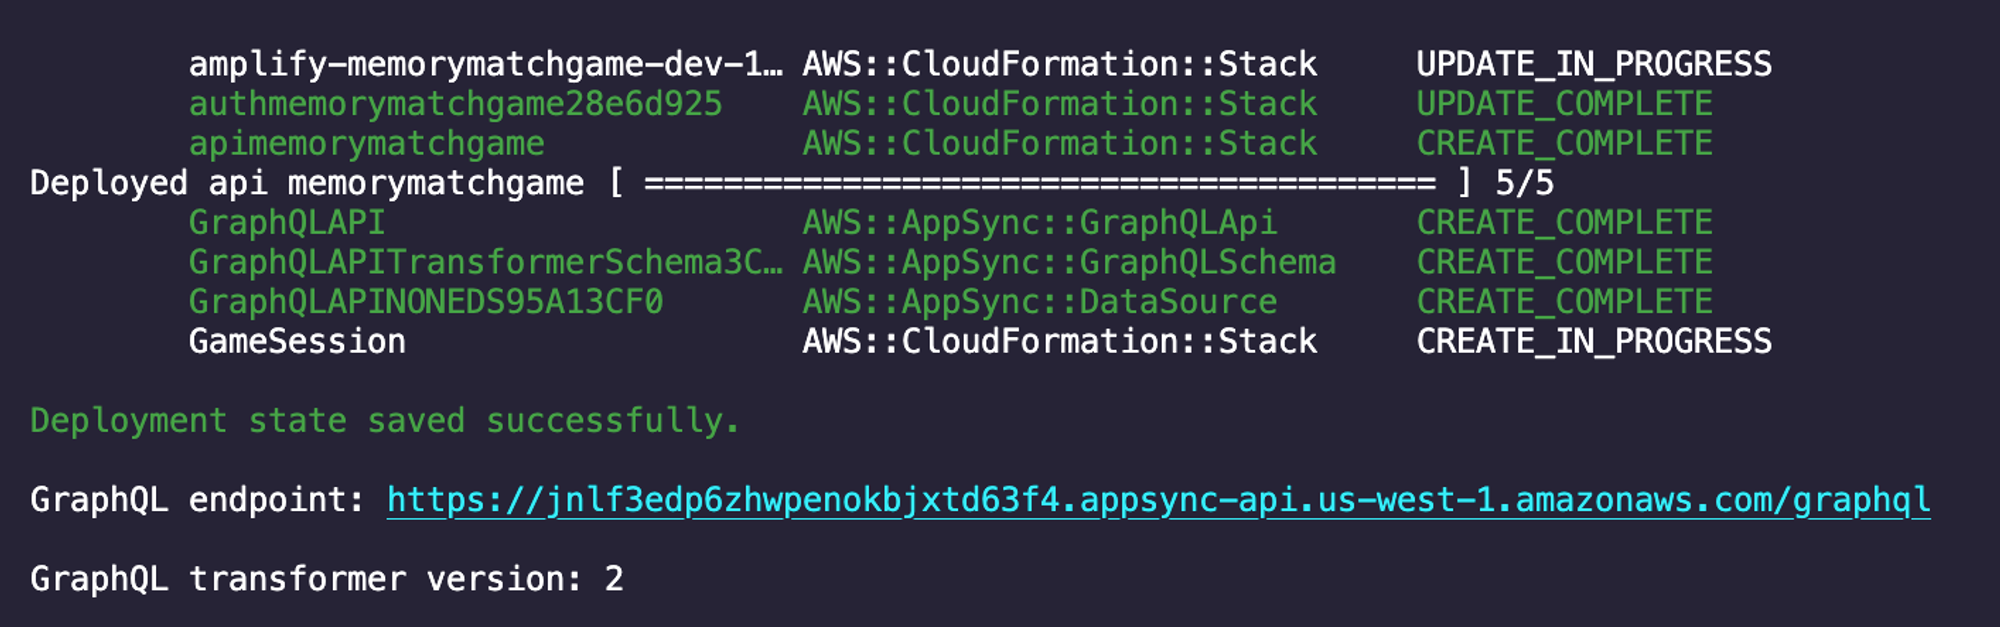 amplify-memorymatchgame-dev-1… AWS::CloudFormation::Stack UPDATE_IN_PROGRESS
authmemorymatchgame28e6d925 AWS::CloudFormation::Stack UPDATE_COMPLETE
apimemorymatchgame AWS::CloudFormation::Stack CREATE_COMPLETE
Deployed api memorymatchgame [ ======================================== ] 5/5
GraphQLAPI AWS::AppSync::GraphQLApi CREATE_COMPLETE
GraphQLAPITransformerSchema3C… AWS::AppSync::GraphQLSchema CREATE_COMPLETE
GraphQLAPINONEDS95A13CF0 AWS::AppSync::DataSource CREATE_COMPLETE
GameSession AWS::CloudFormation::Stack CREATE_IN_PROGRESS
Deployment state saved successfully.
GraphQL endpoint: https://jnlf3edp6zhwpenokbjxtd63f4.appsync-api.us-west-1.amazonaws.com/graphql
GraphQL transformer version: 2